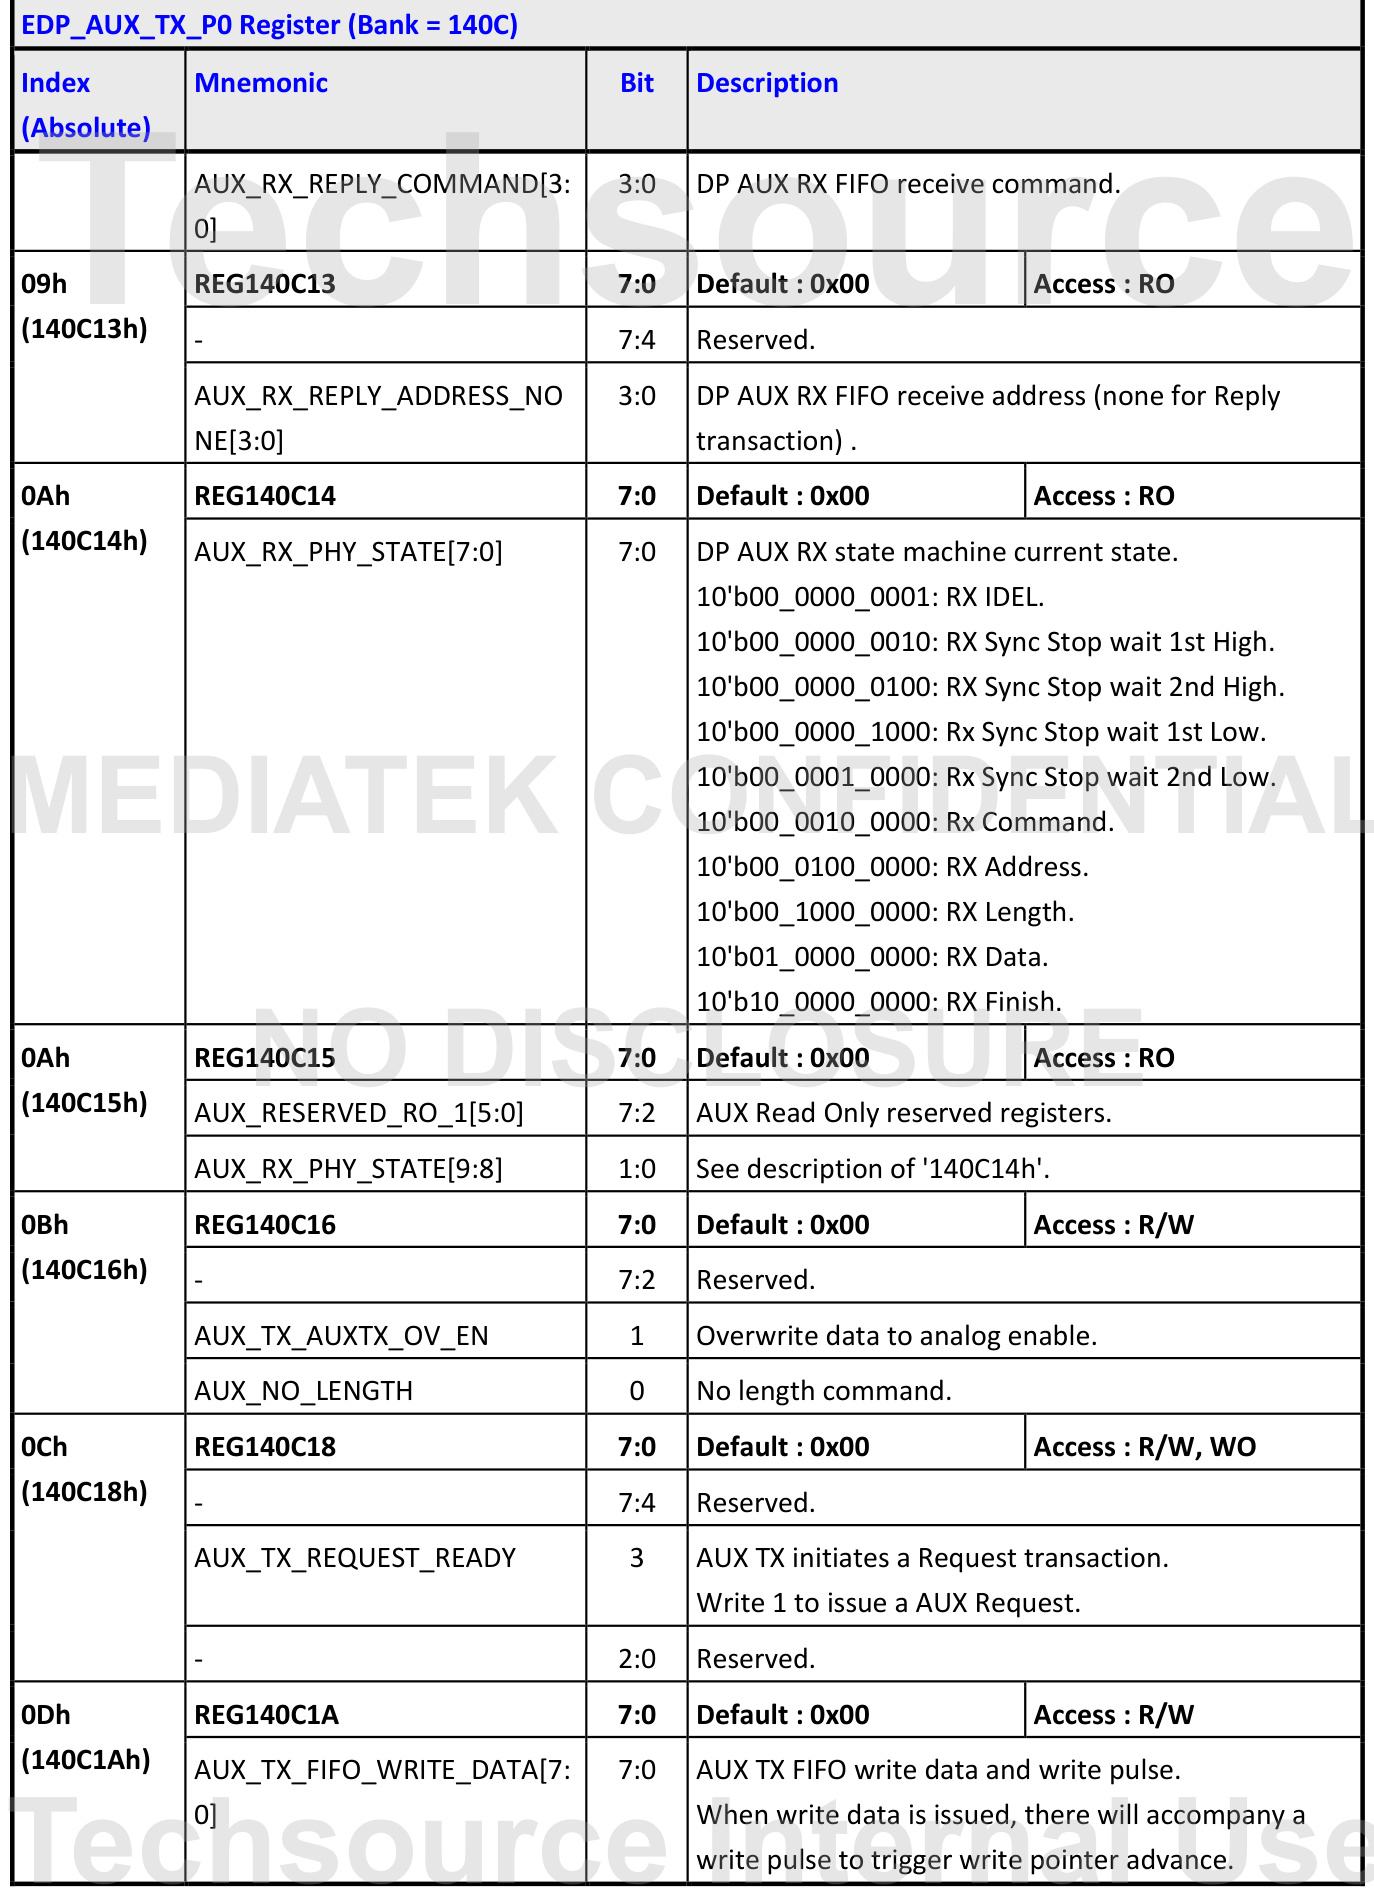 EDP_AUX_TX_P0 Register (Bank = 140C)
Index (Absolute) Mnemonic Bit Description
AUX_RX_REPLY_COMMAND[3:0] 3:0 DP AUX RX FIFO receive command.
09h (140C13h) REG140C13 7:0 Default : 0x00 Access : RO
- 7:4 Reserved.
AUX_RX_REPLY_ADDRESS_NONE[3:0] 3:0 DP AUX RX FIFO receive address (none for Reply
transaction) .
0Ah (140C14h) REG140C14 7:0 Default : 0x00 Access : RO
AUX_RX_PHY_STATE[7:0] 7:0 DP AUX RX state machine current state.
10'b00_0000_0001: RX IDEL.
10'b00_0000_0010: RX Sync Stop wait 1st High.
10'b00_0000_0100: RX Sync Stop wait 2nd High.
10'b00_0000_1000: Rx Sync Stop wait 1st Low.
10'b00_0001_0000: Rx Sync Stop wait 2nd Low.
10'b00_0010_0000: Rx Command.
10'b00_0100_0000: RX Address.
10'b00_1000_0000: RX Length.
10'b01_0000_0000: RX Data.
10'b10_0000_0000: RX Finish.
0Ah (140C15h) REG140C15 7:0 Default : 0x00 Access : RO
AUX_RESERVED_RO_1[5:0] 7:2 AUX Read Only reserved registers.
AUX_RX_PHY_STATE[9:8] 1:0 See description of '140C14h'.
0Bh (140C16h) REG140C16 7:0 Default : 0x00 Access : R/W
- 7:2 Reserved.
AUX_TX_AUXTX_OV_EN 1 Overwrite data to analog enable.
AUX_NO_LENGTH 0 No length command.
0Ch (140C18h) REG140C18 7:0 Default : 0x00 Access : R/W, WO
- 7:4 Reserved.
AUX_TX_REQUEST_READY 3 AUX TX initiates a Request transaction.
Write 1 to issue a AUX Request.
- 2:0 Reserved.
0Dh (140C1Ah) REG140C1A 7:0 Default : 0x00 Access : R/W
AUX_TX_FIFO_WRITE_DATA[7:0] 7:0 AUX TX FIFO write data and write pulse.
When write data is issued, there will accompany a
write pulse to trigger write pointer advance.
Techsource
MEDIATEK CONFIDENTIAL
NO DISCLOSURE
Techsource Internal Use